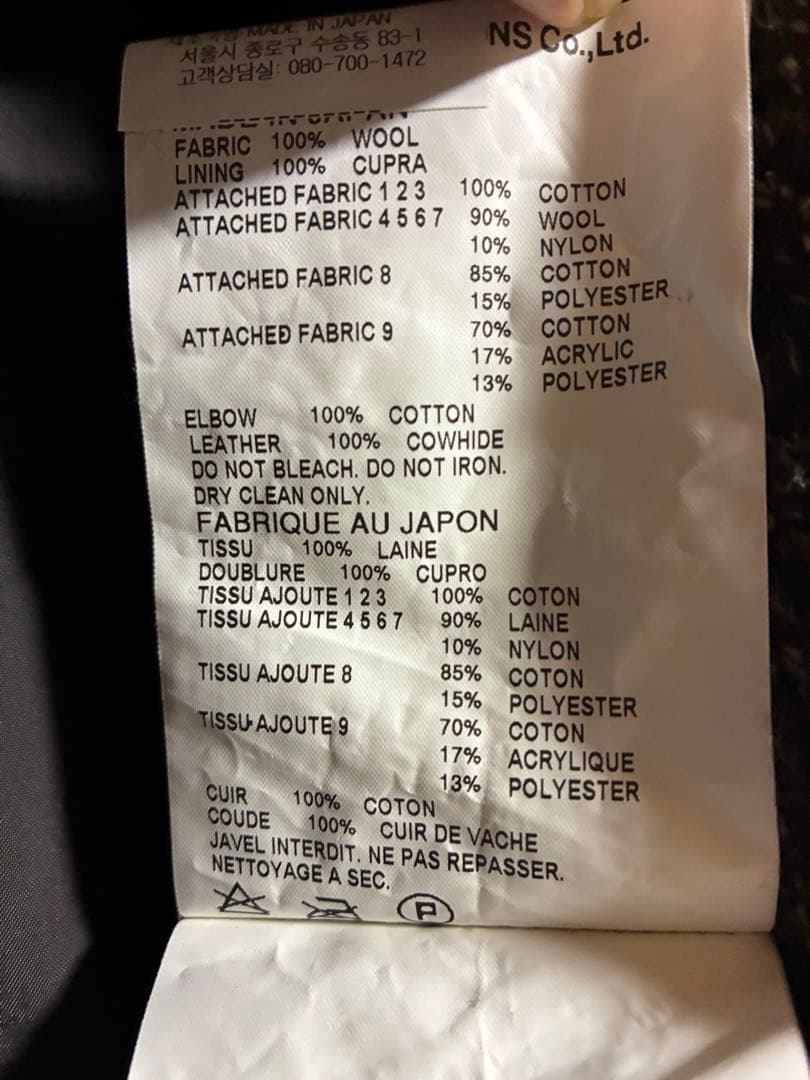 MADE IN JAPAN
서울시 종로구 수송동 83-1
고객상담실: 080-700-1472
NS Co.,Ltd.
FABRIC 100% WOOL
LINING 100% CUPRA
ATTACHED FABRIC 1 2 3 100% COTTON
ATTACHED FABRIC 4 5 6 7 90% WOOL
10% NYLON
ATTACHED FABRIC 8 85% COTTON
15% POLYESTER
ATTACHED FABRIC 9 70% COTTON
17% ACRYLIC
13% POLYESTER
ELBOW 100% COTTON
LEATHER 100% COWHIDE
DO NOT BLEACH. DO NOT IRON.
DRY CLEAN ONLY.
FABRIQUE AU JAPON
TISSU 100% LAINE
DOUBLURE 100% CUPRO
TISSU AJOUTE 1 2 3 100% COTON
TISSU AJOUTE 4 5 6 7 90% LAINE
10% NYLON
TISSU AJOUTE 8 85% COTON
15% POLYESTER
TISSU AJOUTE 9 70% COTON
17% ACRYLIQUE
13% POLYESTER
CUIR 100% COTON
COUDE 100% CUIR DE VACHE
JAVEL INTERDIT. NE PAS REPASSER.
NETTOYAGE A SEC.
P